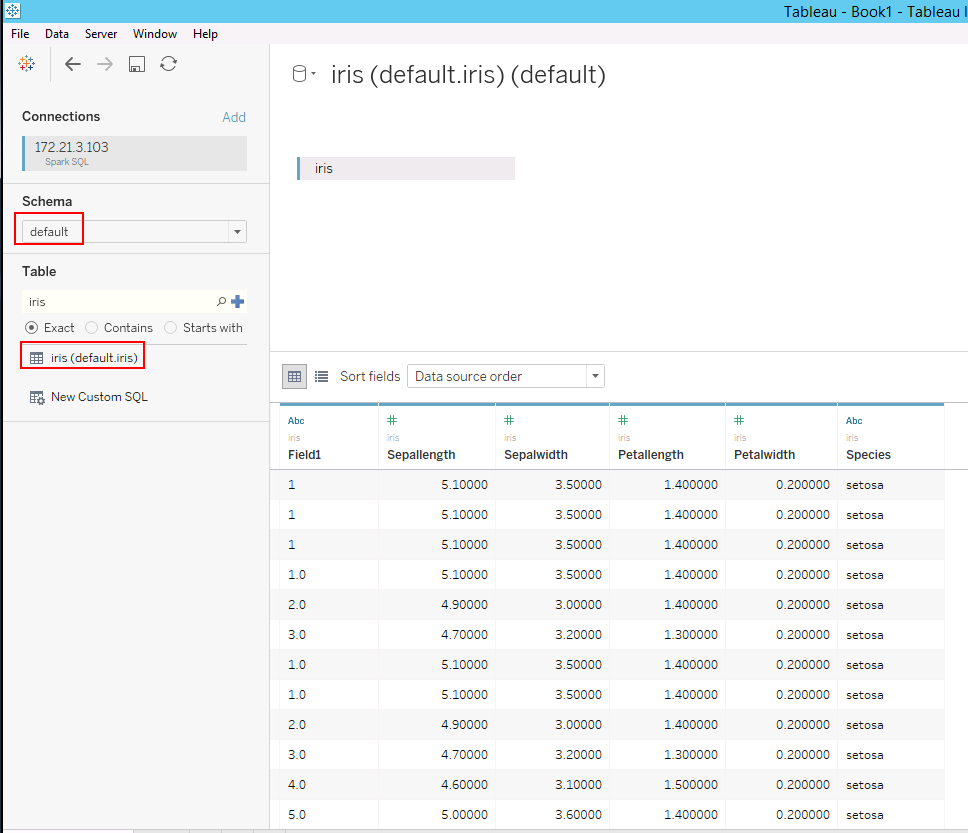 Tableau - Book1 - Tableau
File Data Server Window Help
Connections Add
172.21.3.103
Spark SQL
Schema
default
Table
iris
Exact Contains Starts with
iris (default.iris)
New Custom SQL
iris (default.iris) (default)
iris
Sort fields Data source order
Abc # # # # Abc
iris iris iris iris iris iris
Field1 Sepallength Sepalwidth Petallength Petalwidth Species
1 5.10000 3.50000 1.400000 0.200000 setosa
1 5.10000 3.50000 1.400000 0.200000 setosa
1 5.10000 3.50000 1.400000 0.200000 setosa
1.0 5.10000 3.50000 1.400000 0.200000 setosa
2.0 4.90000 3.00000 1.400000 0.200000 setosa
3.0 4.70000 3.20000 1.300000 0.200000 setosa
1.0 5.10000 3.50000 1.400000 0.200000 setosa
1.0 5.10000 3.50000 1.400000 0.200000 setosa
2.0 4.90000 3.00000 1.400000 0.200000 setosa
3.0 4.70000 3.20000 1.300000 0.200000 setosa
4.0 4.60000 3.10000 1.500000 0.200000 setosa
5.0 5.00000 3.60000 1.400000 0.200000 setosa